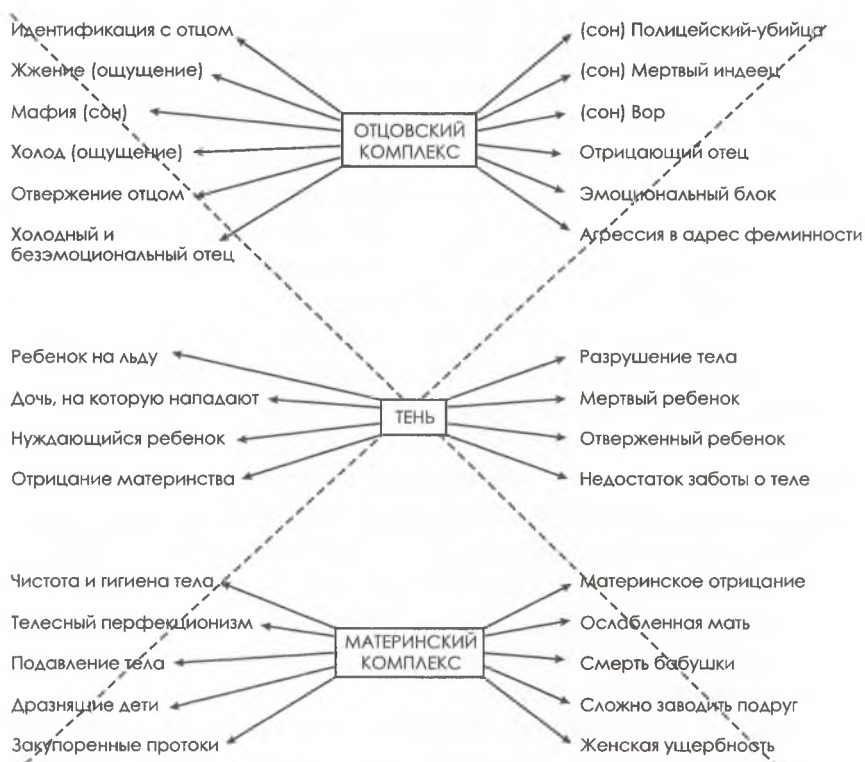 Идентификация с отцом
(сон) Полицейский-убийца
Жжение (ощущение)
(сон) Мертвый индеец
Мафия (сон)
(сон) Вор
ОТЦОВСКИЙ
КОМПЛЕКС
Холод (ощущение)
Отрицающий отец
Отвержение отцом
Эмоциональный блок
Холодный и
безэмоциональный отец
Агрессия в адрес феминности
Ребенок на льду
Разрушение тела
Дочь, на которую нападают
Мертвый ребенок
ТЕНЬ
Нуждающийся ребенок
Отверженный ребенок
Отрицание материнства
Недостаток заботы о теле
Чистота и гигиена тела
Материнское отрицание
Телесный перфекционизм
Ослабленная мать
МАТЕРИНСКИЙ
КОМПЛЕКС
Подавление тела
Смерть бабушки
Дразнящие дети
Сложно заводить подруг
Закупоренные протоки
Женская ущербность